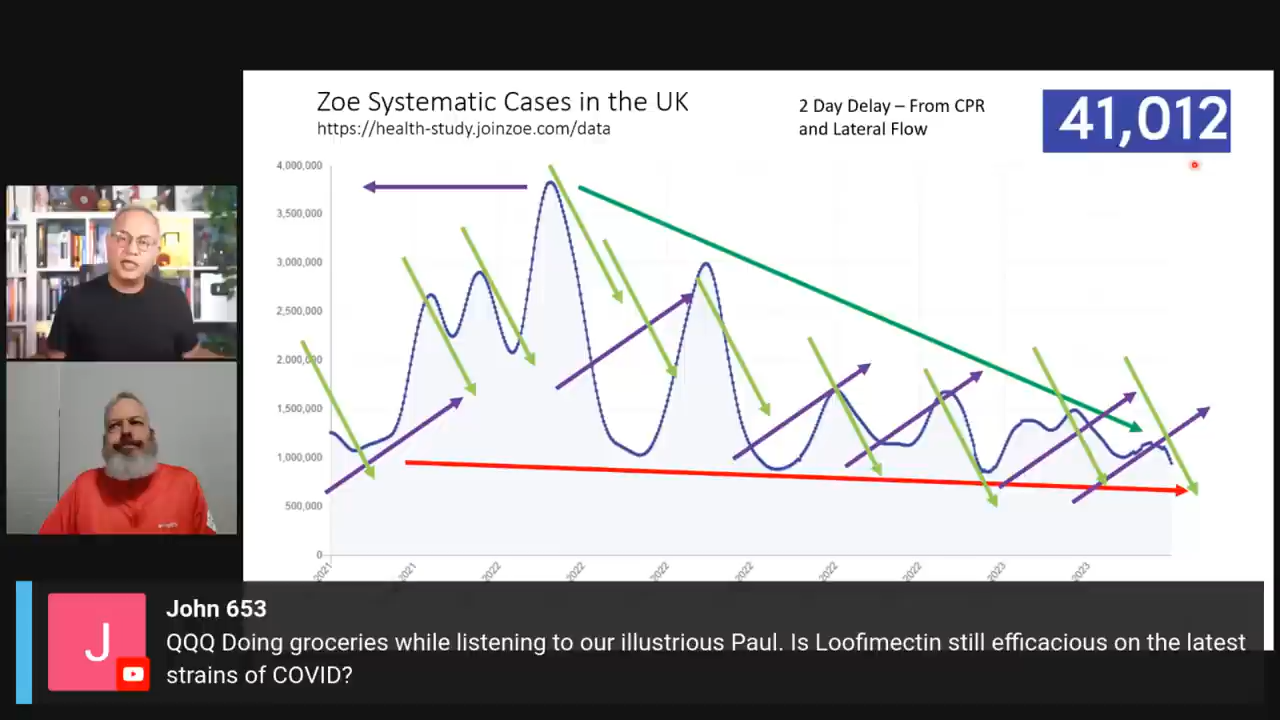 Zoe Systematic Cases in the UK
https://health-study.joinzoe.com/data
2 Day Delay – From CPR
and Lateral Flow
41,012
4,000,000
3,500,000
3,000,000
2,500,000
2,000,000
1,500,000
1,000,000
500,000
0
2021
2021
2022
2022
2022
2022
2022
2022
2023
2023
J
John 653
QQQ Doing groceries while listening to our illustrious Paul. Is Loofimectin still efficacious on the latest
strains of COVID?